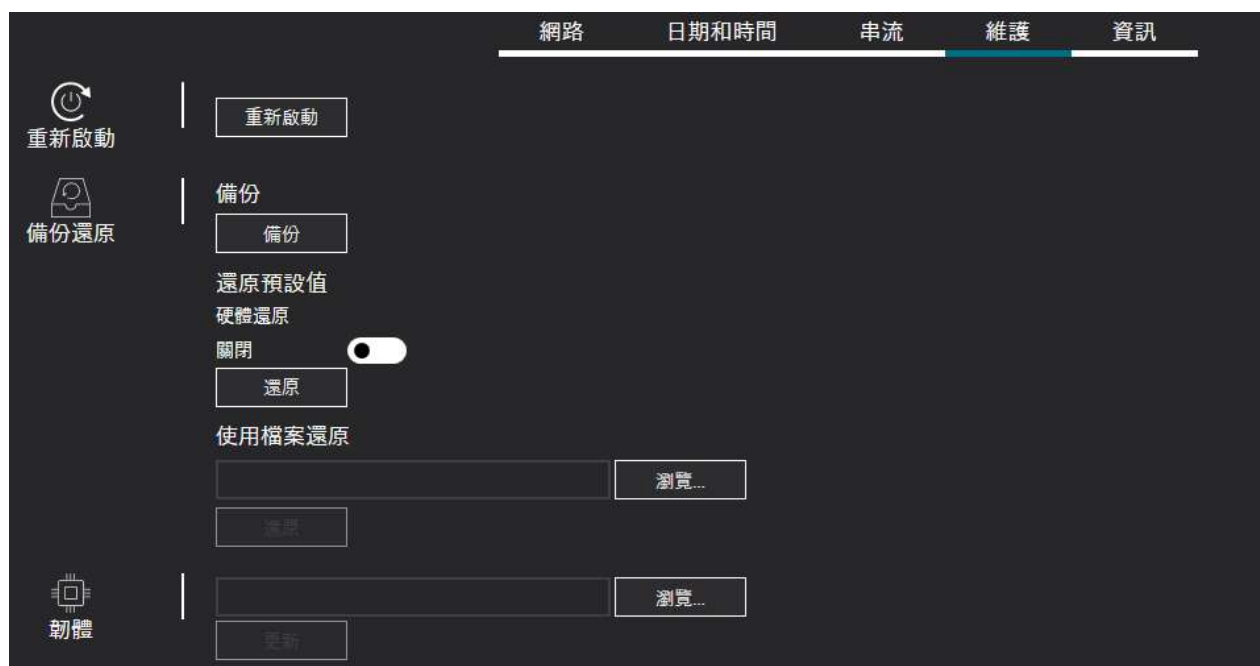 網路 日期和時間 串流 維護 資訊
重新啟動
重新啟動
備份還原
備份
備份
還原預設值
硬體還原
關閉
還原
使用檔案還原
瀏覽...
還原
韌體
瀏覽...
更新